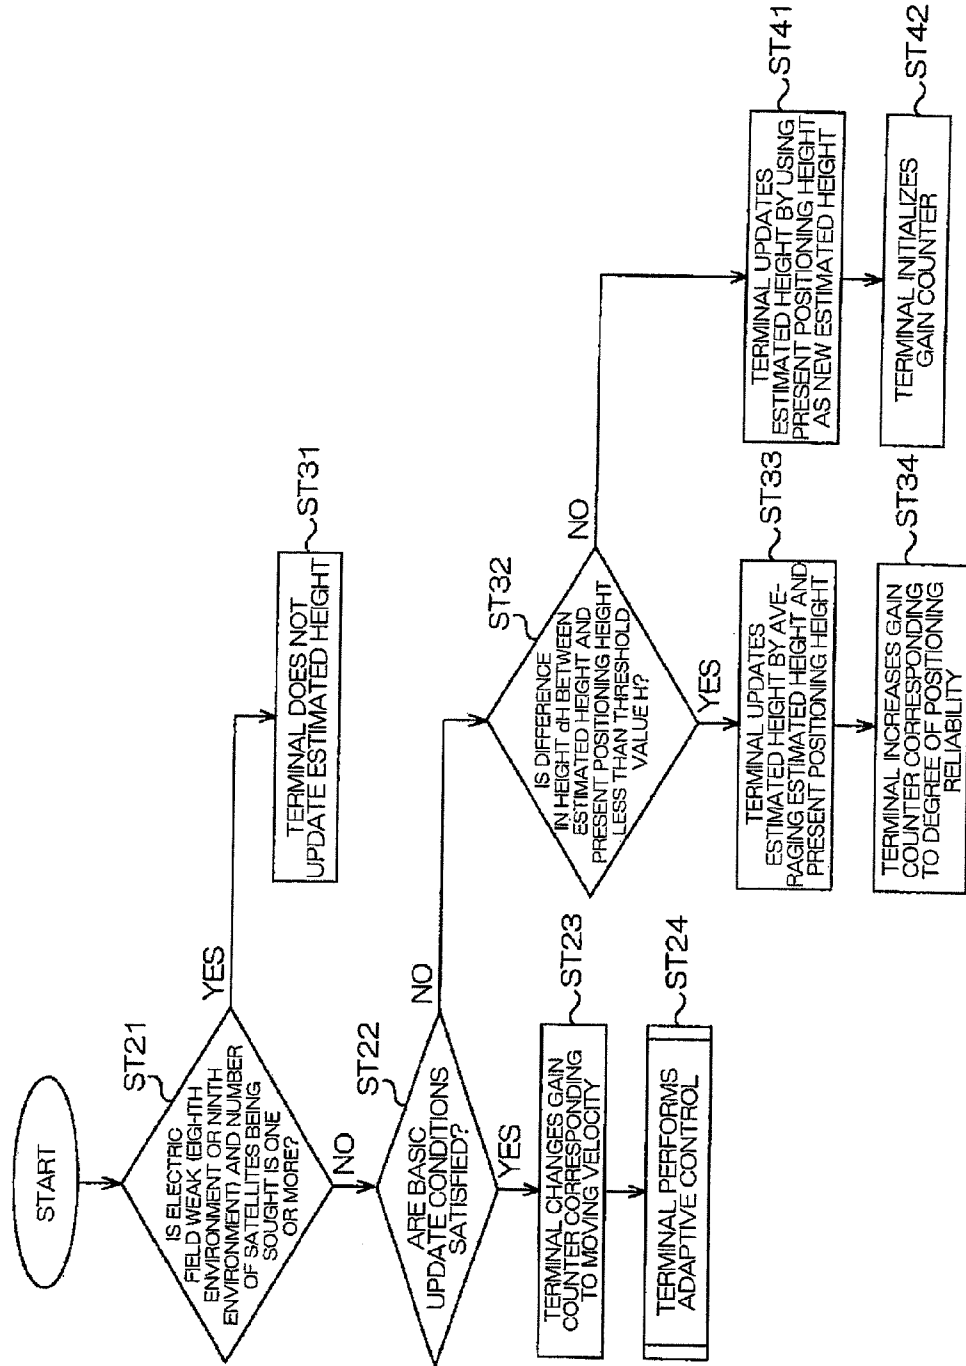 START
ST21
IS ELECTRIC
FIELD WEAK (EIGHTH
ENVIRONMENT OR NINTH
ENVIRONMENT) AND NUMBER
OF SATELLITES BEING
SOUGHT IS ONE
OR MORE?
YES
NO
ST31
TERMINAL DOES NOT
UPDATE ESTIMATED HEIGHT
ST22
ARE BASIC
UPDATE CONDITIONS
SATISFIED?
NO
YES
ST23
TERMINAL CHANGES GAIN
COUNTER CORRESPONDING
TO MOVING VELOCITY
ST24
TERMINAL PERFORMS
ADAPTIVE CONTROL
ST32
IS DIFFERENCE
IN HEIGHT dH BETWEEN
ESTIMATED HEIGHT AND
PRESENT POSITIONING HEIGHT
LESS THAN THRESHOLD
VALUE H?
NO
YES
ST33
TERMINAL UPDATES
ESTIMATED HEIGHT BY AVE-
RAGING ESTIMATED HEIGHT AND
PRESENT POSITIONING HEIGHT
ST34
TERMINAL INCREASES GAIN
COUNTER CORRESPONDING
TO DEGREE OF POSITIONING
RELIABILITY
ST41
TERMINAL UPDATES
ESTIMATED HEIGHT BY USING
PRESENT POSITIONING HEIGHT
AS NEW ESTIMATED HEIGHT
ST42
TERMINAL INITIALIZES
GAIN COUNTER